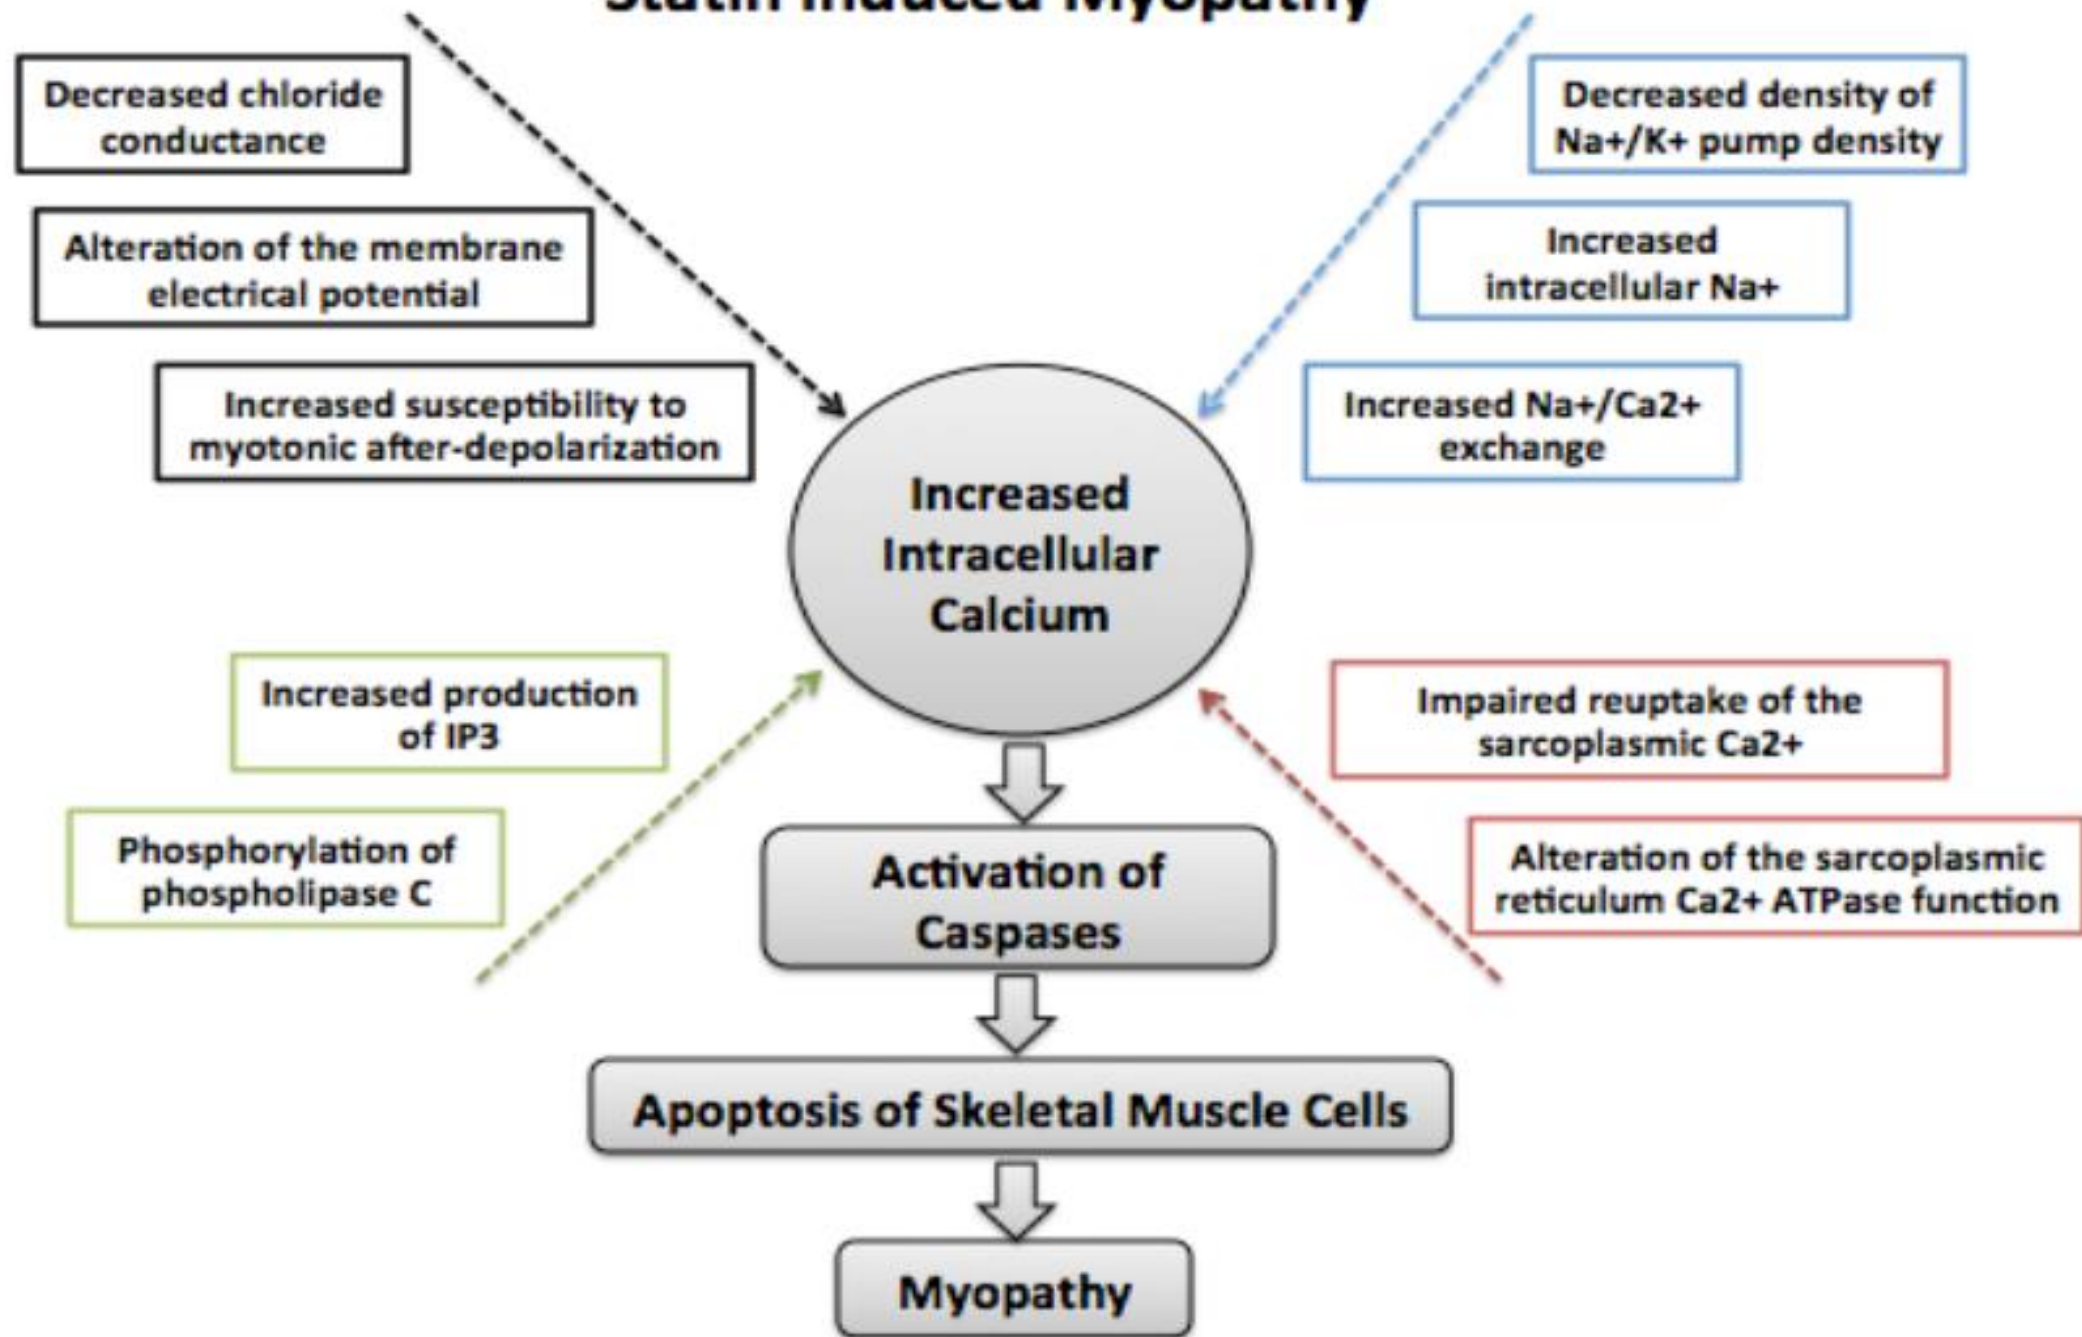 Statin Induced Myopathy
Decreased chloride
conductance
Alteration of the membrane
electrical potential
Increased susceptibility to
myotonic after-depolarization
Decreased density of
Na+/K+ pump density
Increased
intracellular Na+
Increased Na+/Ca2+
exchange
Increased
Intracellular
Calcium
Increased production
of IP3
Phosphorylation of
phospholipase C
Impaired reuptake of the
sarcoplasmic Ca2+
Alteration of the sarcoplasmic
reticulum Ca2+ ATPase function
Activation of
Caspases
Apoptosis of Skeletal Muscle Cells
Myopathy